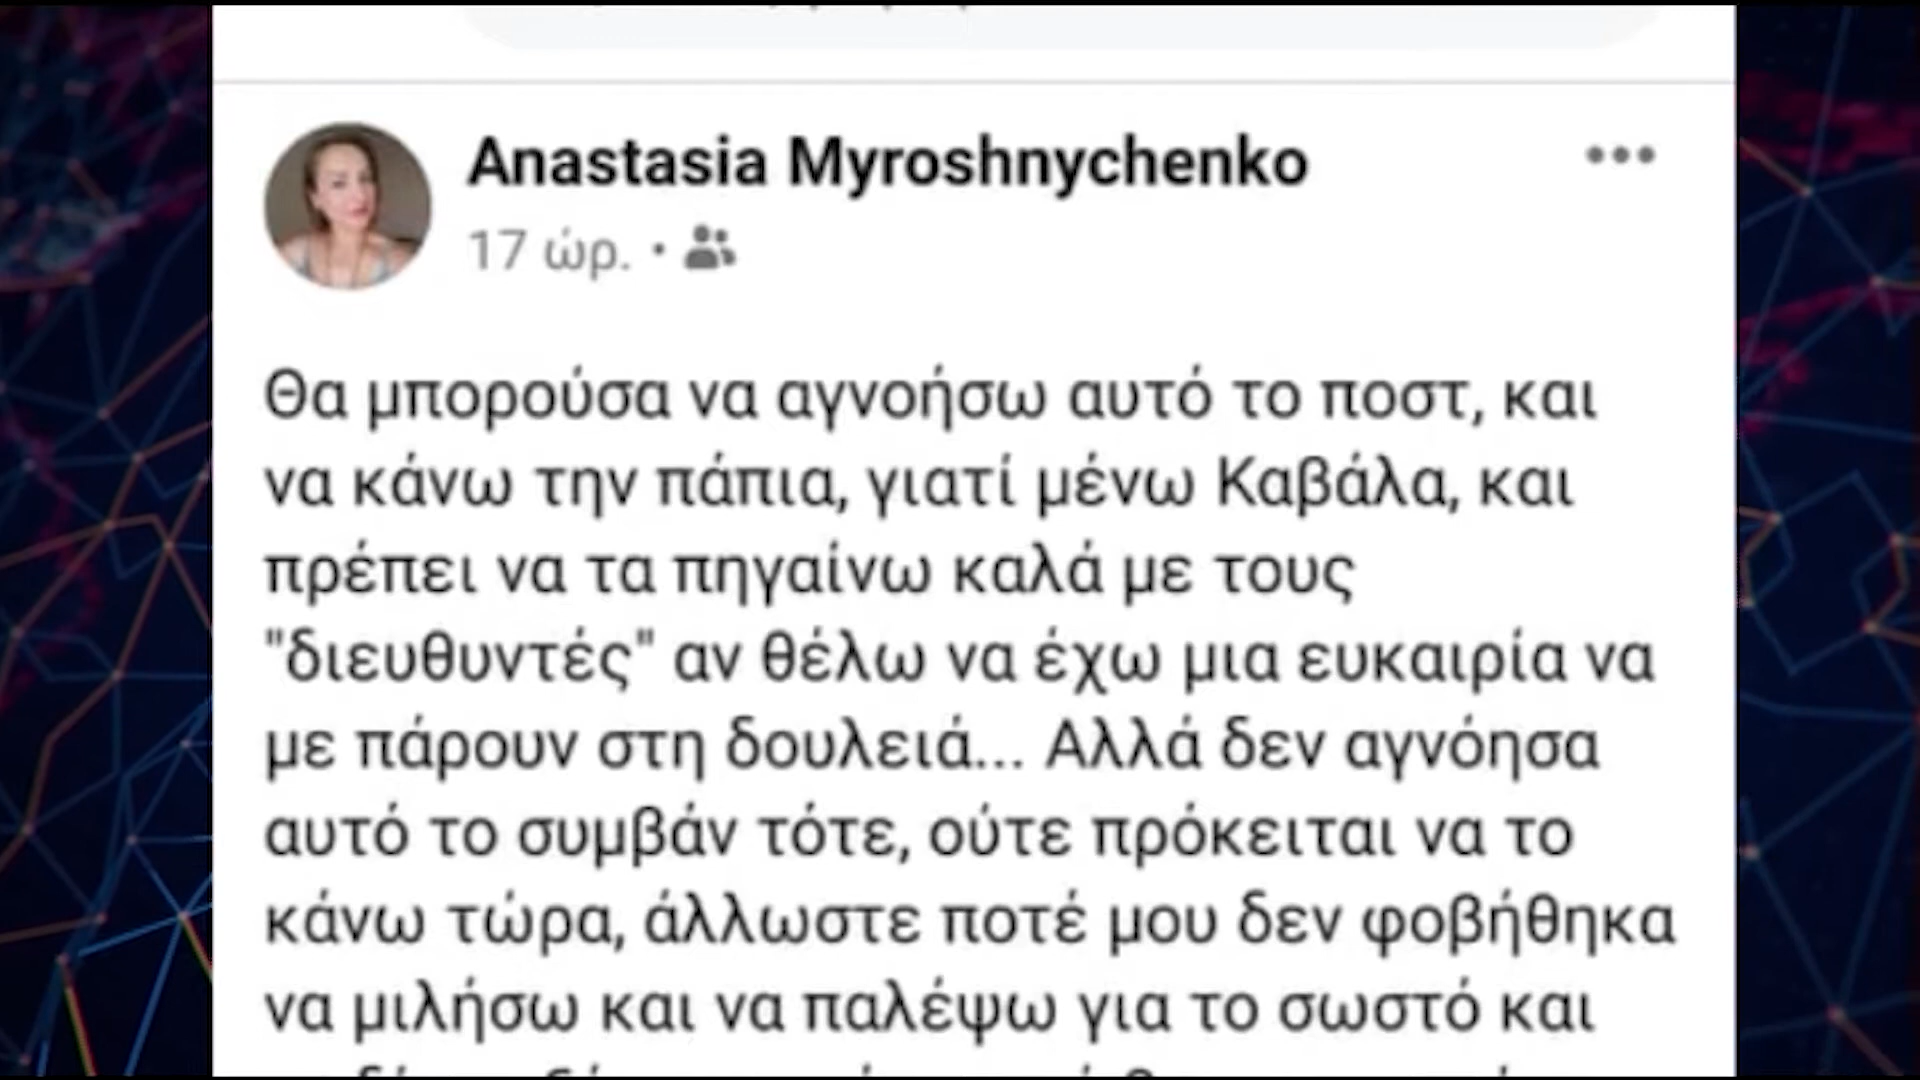 Anastasia Myroshnychenko
17 ώρ. •
Θα μπορούσα να αγνοήσω αυτό το ποστ, και
να κάνω την πάπια, γιατί μένω Καβάλα, και
πρέπει να τα πηγαίνω καλά με τους
"διευθυντές" αν θέλω να έχω μια ευκαιρία να
με πάρουν στη δουλειά... Αλλά δεν αγνόησα
αυτό το συμβάν τότε, ούτε πρόκειται να το
κάνω τώρα, άλλωστε ποτέ μου δεν φοβήθηκα
να μιλήσω και να παλέψω για το σωστό και